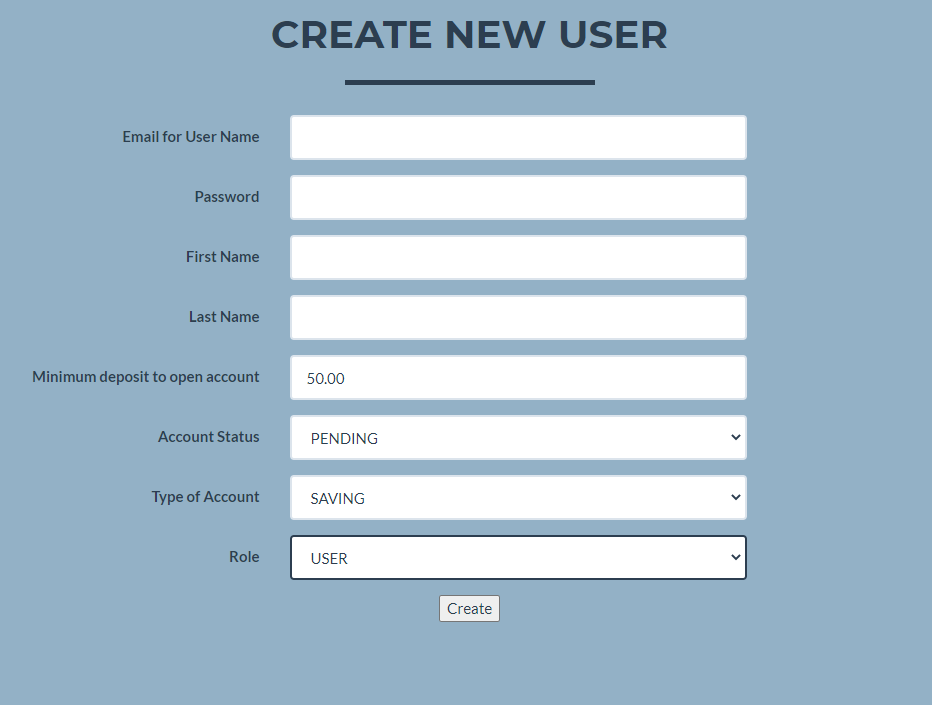 CREATE NEW USER
Email for User Name
Password
First Name
Last Name
Minimum deposit to open account 50.00
Account Status PENDING
Type of Account SAVING
Role USER
Create